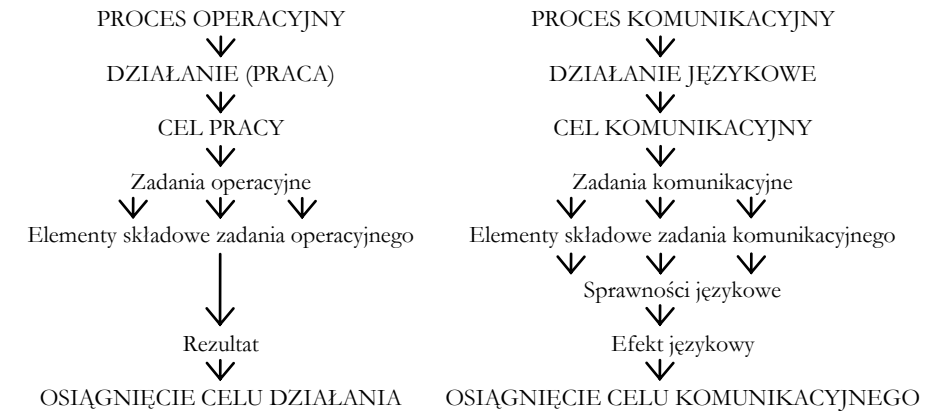 PROCES OPERACYJNY
DZIAŁANIE (PRACA)
CEL PRACY
Zadania operacyjne
Elementy składowe zadania operacyjnego
Rezultat
OSIĄGNIĘCIE CELU DZIAŁANIA
PROCES KOMUNIKACYJNY
DZIAŁANIE JĘZYKOWE
CEL KOMUNIKACYJNY
Zadania komunikacyjne
Elementy składowe zadania komunikacyjnego
Sprawności językowe
Efekt językowy
OSIĄGNIĘCIE CELU KOMUNIKACYJNEGO